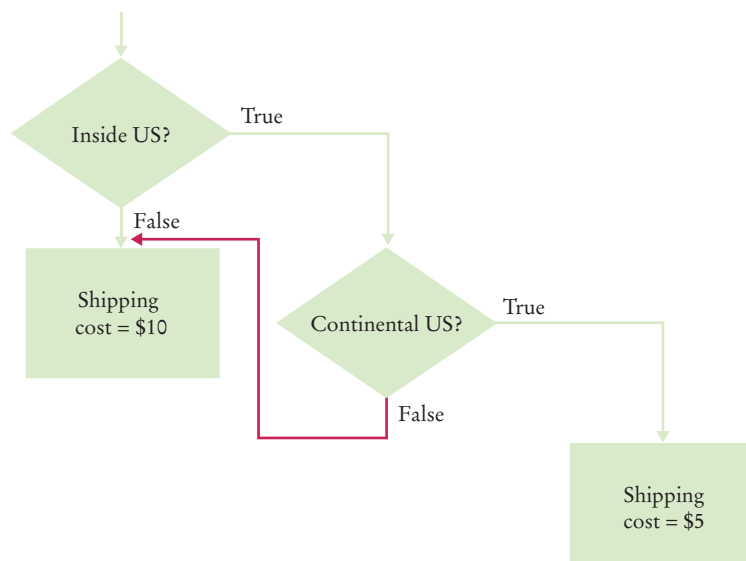 True
Inside US?
False
Shipping
cost = $10
Continental US?
True
False
Shipping
cost = $5